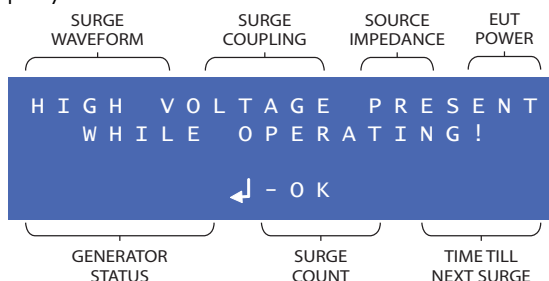 SURGE WAVEFORM
SURGE COUPLING
SOURCE IMPEDANCE
EUT POWER
HIGH VOLTAGE PRESENT
WHILE OPERATING!
↲-OK
GENERATOR STATUS
SURGE COUNT
TIME TILL NEXT SURGE